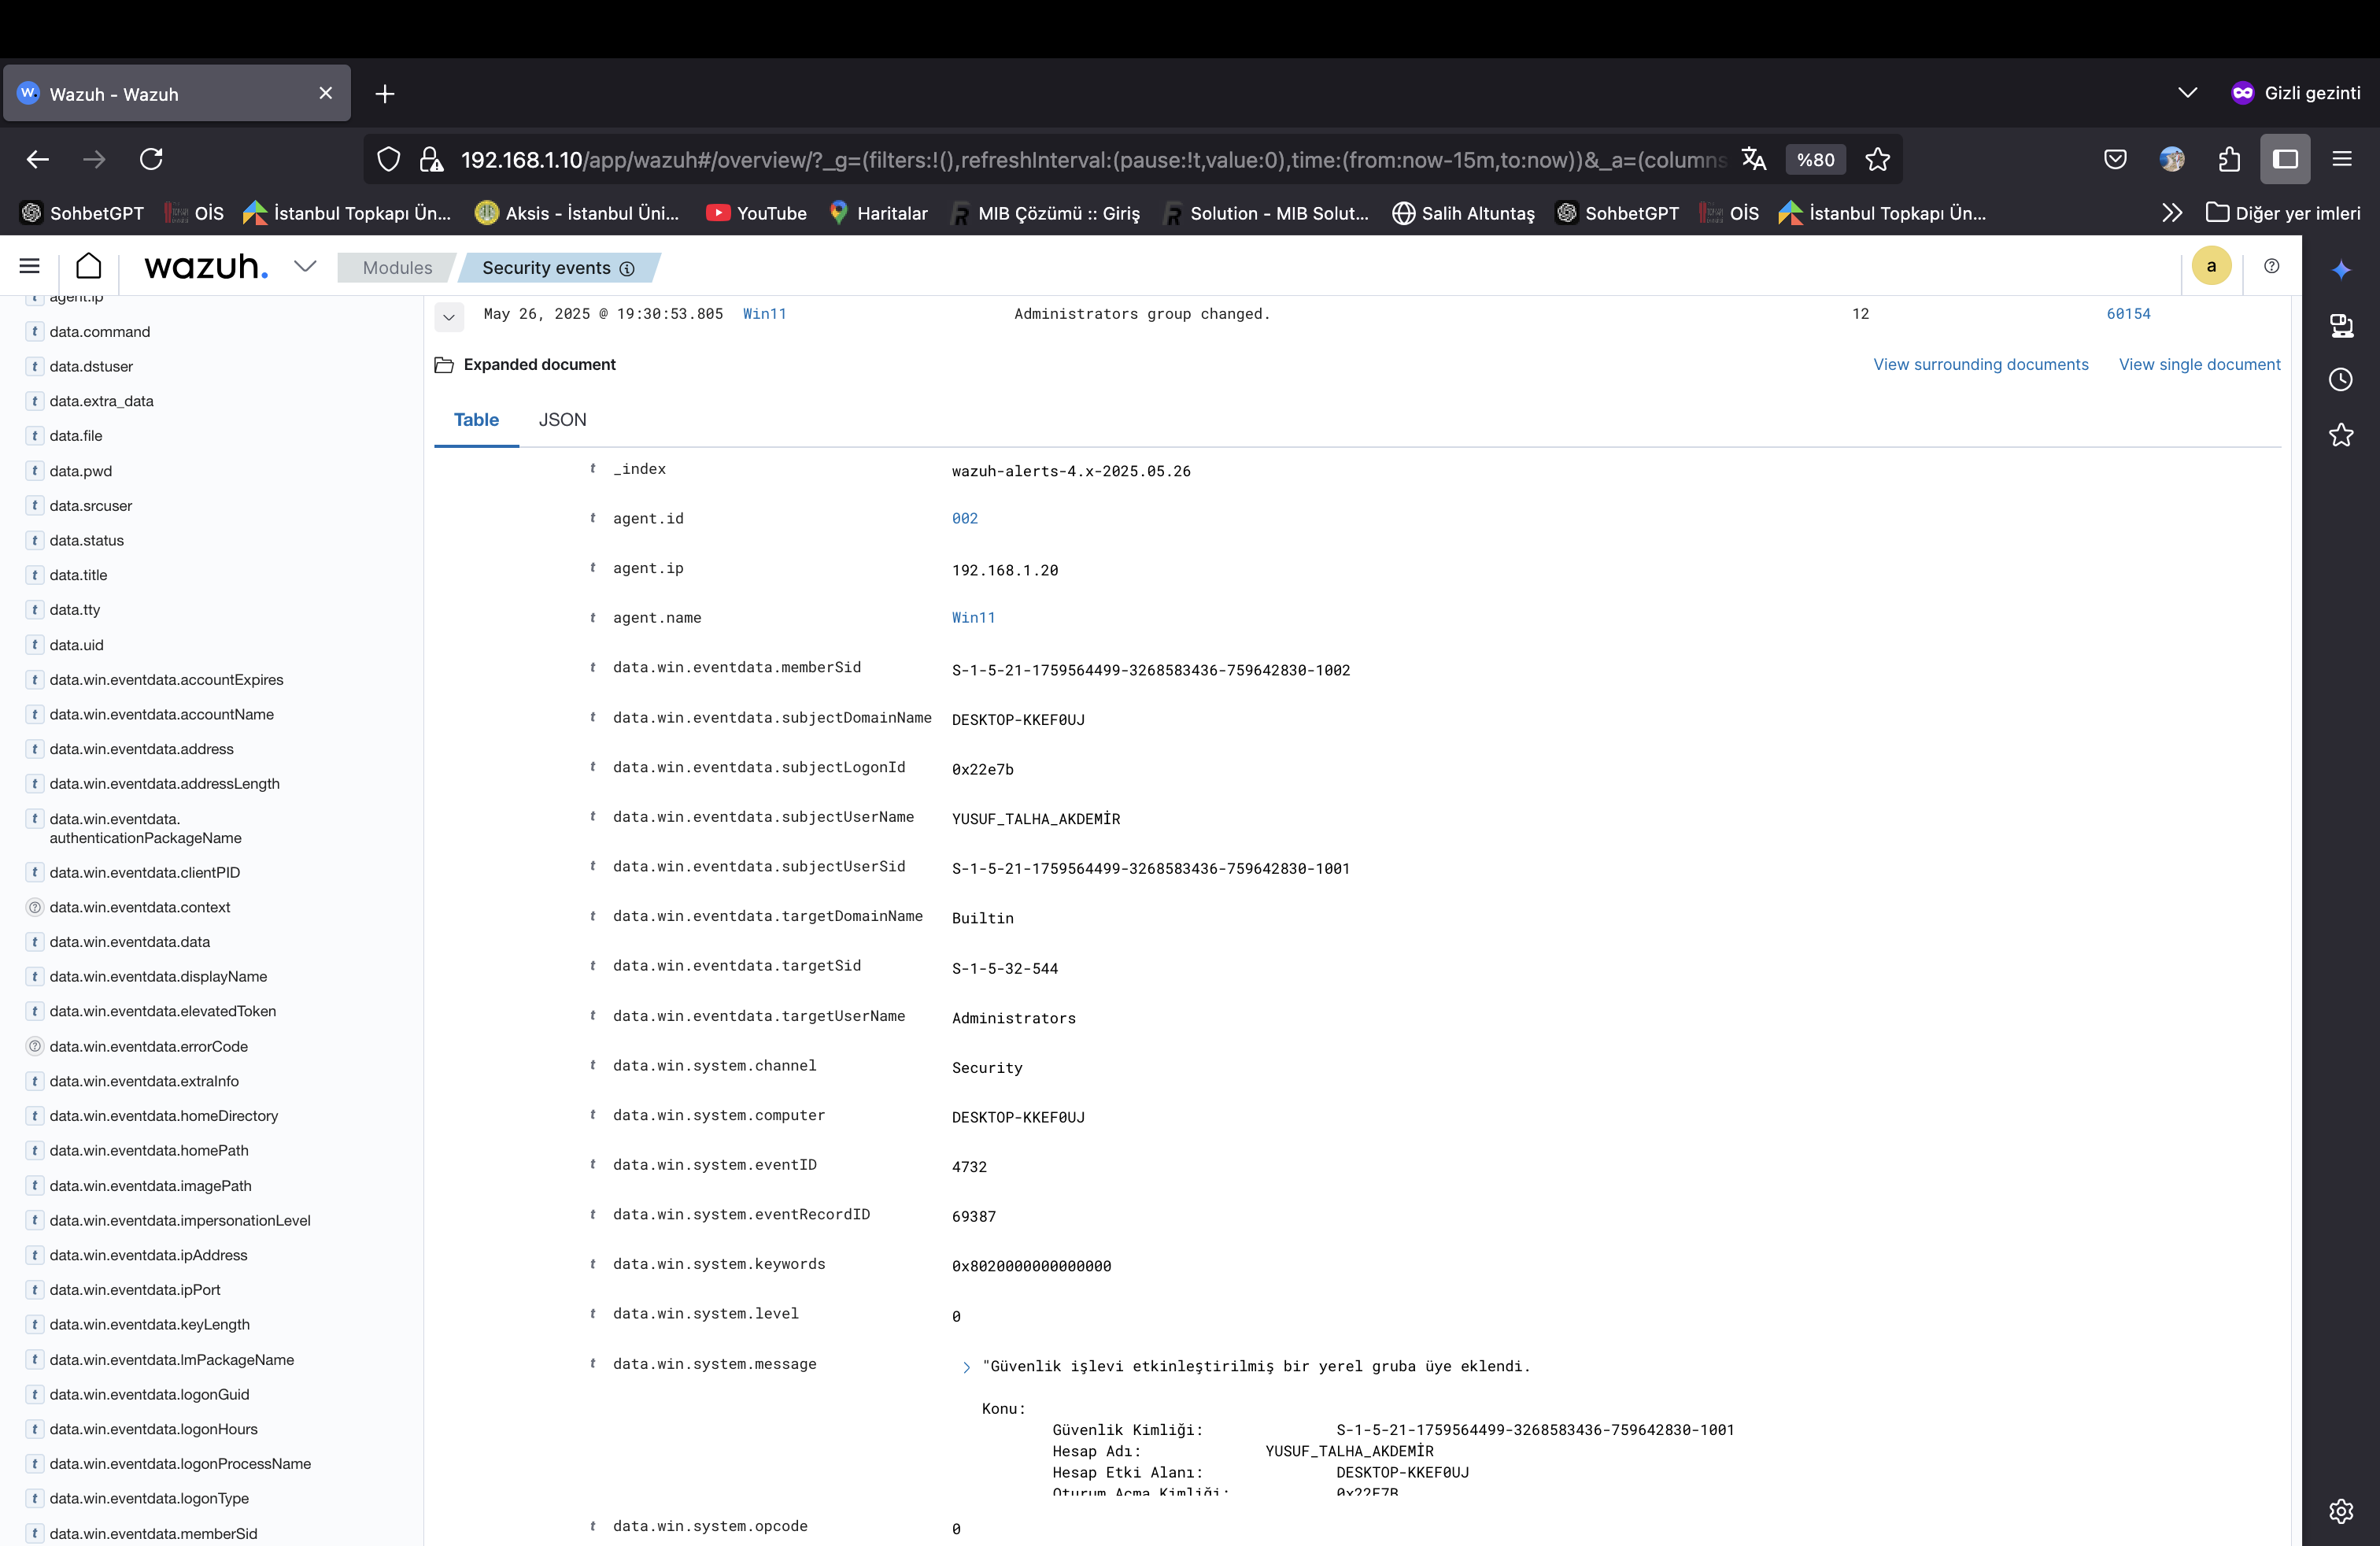 Wazuh - Wazuh
Gizli gezinti
192.168.1.10/app/wazuh#/overview/?_g=(filters:!(),refreshInterval:(pause:!t,value:0),time:(from:now-15m,to:now))&_a=(columns
%80
SohbetGPT
OİS
İstanbul Topkapı Ün...
Aksis - İstanbul Üni...
YouTube
Haritalar
MIB Çözümü :: Giriş
Solution - MIB Solut...
Salih Altuntaş
SohbetGPT
OİS
İstanbul Topkapı Ün...
Diğer yer imleri
wazuh.
Modules
Security events
a
agent.ip
data.command
data.dstuser
data.extra_data
data.file
data.pwd
data.srcuser
data.status
data.title
data.tty
data.uid
data.win.eventdata.accountExpires
data.win.eventdata.accountName
data.win.eventdata.address
data.win.eventdata.addressLength
data.win.eventdata.
authenticationPackageName
data.win.eventdata.clientPID
data.win.eventdata.context
data.win.eventdata.data
data.win.eventdata.displayName
data.win.eventdata.elevatedToken
data.win.eventdata.errorCode
data.win.eventdata.extraInfo
data.win.eventdata.homeDirectory
data.win.eventdata.homePath
data.win.eventdata.imagePath
data.win.eventdata.impersonationLevel
data.win.eventdata.ipAddress
data.win.eventdata.ipPort
data.win.eventdata.keyLength
data.win.eventdata.lmPackageName
data.win.eventdata.logonGuid
data.win.eventdata.logonHours
data.win.eventdata.logonProcessName
data.win.eventdata.logonType
data.win.eventdata.memberSid
May 26, 2025 @ 19:30:53.805 Win11 Administrators group changed. 12 60154
Expanded document
View surrounding documents View single document
Table JSON
t _index wazuh-alerts-4.x-2025.05.26
t agent.id 002
t agent.ip 192.168.1.20
t agent.name Win11
t data.win.eventdata.memberSid S-1-5-21-1759564499-3268583436-759642830-1002
t data.win.eventdata.subjectDomainName DESKTOP-KKEF0UJ
t data.win.eventdata.subjectLogonId 0x22e7b
t data.win.eventdata.subjectUserName YUSUF_TALHA_AKDEMİR
t data.win.eventdata.subjectUserSid S-1-5-21-1759564499-3268583436-759642830-1001
t data.win.eventdata.targetDomainName Builtin
t data.win.eventdata.targetSid S-1-5-32-544
t data.win.eventdata.targetUserName Administrators
t data.win.system.channel Security
t data.win.system.computer DESKTOP-KKEF0UJ
t data.win.system.eventID 4732
t data.win.system.eventRecordID 69387
t data.win.system.keywords 0x8020000000000000
t data.win.system.level 0
t data.win.system.message "Güvenlik işlevi etkinleştirilmiş bir yerel gruba üye eklendi.
Konu:
Güvenlik Kimliği: S-1-5-21-1759564499-3268583436-759642830-1001
Hesap Adı: YUSUF_TALHA_AKDEMİR
Hesap Etki Alanı: DESKTOP-KKEF0UJ
Oturum Açma Kimliği: 0x22E7B
t data.win.system.opcode 0